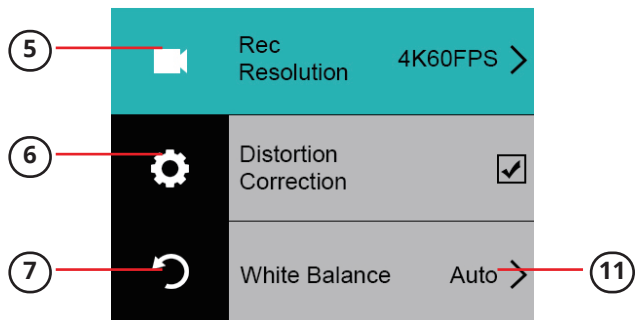 5
Rec
Resolution
4K60FPS
6
Distortion
Correction
7
White Balance
Auto
11